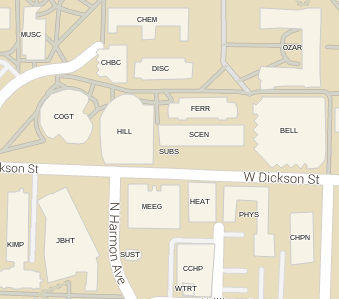 CHEM
MUSC
OZAR
CHBC
DISC
FERR
COGT
HILL
SCEN
BELL
SUBS
kson St
W Dickson St
MEEG
HEAT
N Harmon Ave
PHYS
KIMP
JBHT
CHPN
SUST
CCHP
WTRT